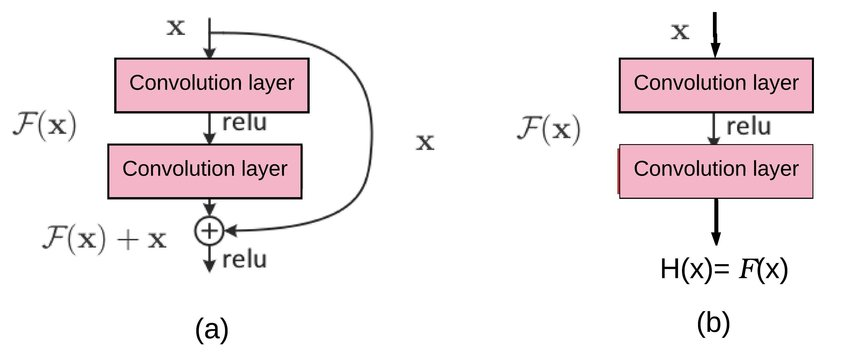 x
Convolution layer
F(x)
relu
x
Convolution layer
F(x) + x
relu
(a)
x
Convolution layer
F(x)
relu
Convolution layer
H(x)= F(x)
(b)